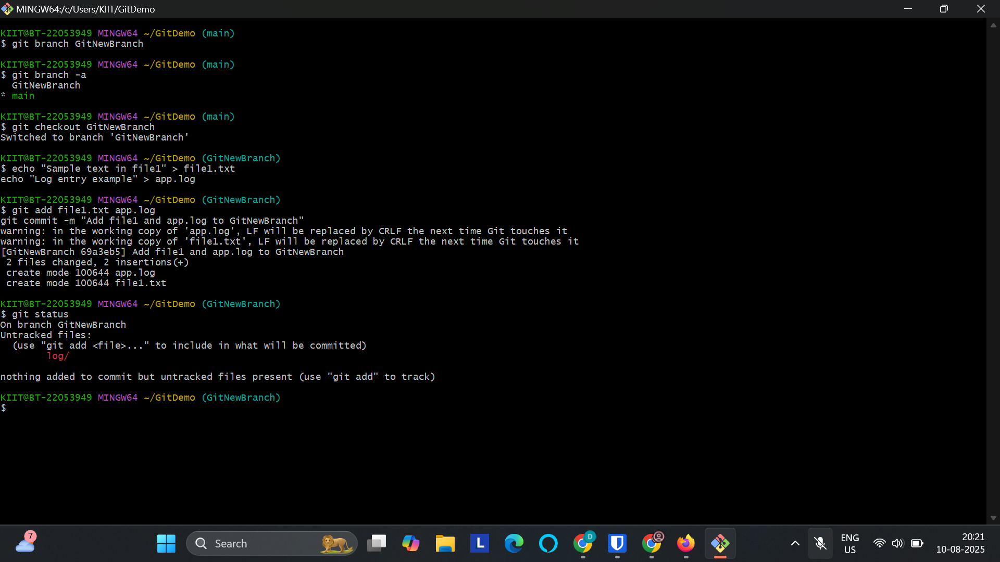 MINGW64:/c/Users/KIIT/GitDemo
KIIT@BT-22053949 MINGW64 ~/GitDemo (main)
$ git branch GitNewBranch
KIIT@BT-22053949 MINGW64 ~/GitDemo (main)
$ git branch -a
  GitNewBranch
* main
KIIT@BT-22053949 MINGW64 ~/GitDemo (main)
$ git checkout GitNewBranch
Switched to branch 'GitNewBranch'
KIIT@BT-22053949 MINGW64 ~/GitDemo (GitNewBranch)
$ echo "Sample text in file1" > file1.txt
echo "Log entry example" > app.log
KIIT@BT-22053949 MINGW64 ~/GitDemo (GitNewBranch)
$ git add file1.txt app.log
git commit -m "Add file1 and app.log to GitNewBranch"
warning: in the working copy of 'app.log', LF will be replaced by CRLF the next time Git touches it
warning: in the working copy of 'file1.txt', LF will be replaced by CRLF the next time Git touches it
[GitNewBranch 69a3eb5] Add file1 and app.log to GitNewBranch
 2 files changed, 2 insertions(+)
 create mode 100644 app.log
 create mode 100644 file1.txt
KIIT@BT-22053949 MINGW64 ~/GitDemo (GitNewBranch)
$ git status
On branch GitNewBranch
Untracked files:
  (use "git add <file>..." to include in what will be committed)
        log/
nothing added to commit but untracked files present (use "git add" to track)
KIIT@BT-22053949 MINGW64 ~/GitDemo (GitNewBranch)
$
7
Search
L
D
ENG
US
20:21
10-08-2025